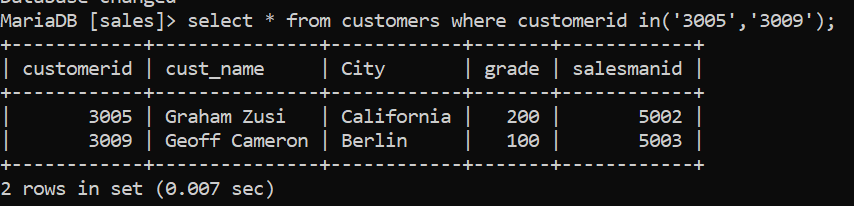 Database changed
MariaDB [sales]> select * from customers where customerid in('3005','3009');
+------------+---------------+------------+-------+------------+
| customerid | cust_name     | City       | grade | salesmanid |
+------------+---------------+------------+-------+------------+
|       3005 | Graham Zusi   | California |   200 |       5002 |
|       3009 | Geoff Cameron | Berlin     |   100 |       5003 |
+------------+---------------+------------+-------+------------+
2 rows in set (0.007 sec)